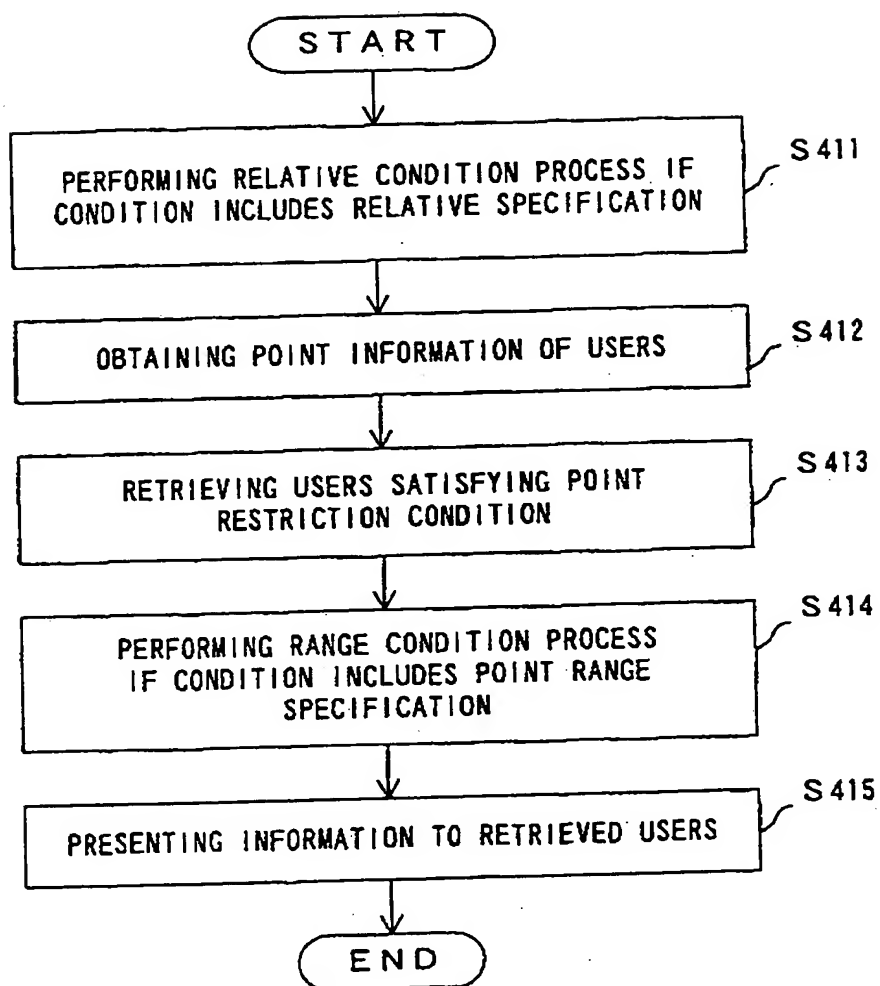 START
PERFORMING RELATIVE CONDITION PROCESS IF
CONDITION INCLUDES RELATIVE SPECIFICATION
S411
OBTAINING POINT INFORMATION OF USERS
S412
RETRIEVING USERS SATISFYING POINT
RESTRICTION CONDITION
S413
PERFORMING RANGE CONDITION PROCESS
IF CONDITION INCLUDES POINT RANGE
SPECIFICATION
S414
PRESENTING INFORMATION TO RETRIEVED USERS
S415
END